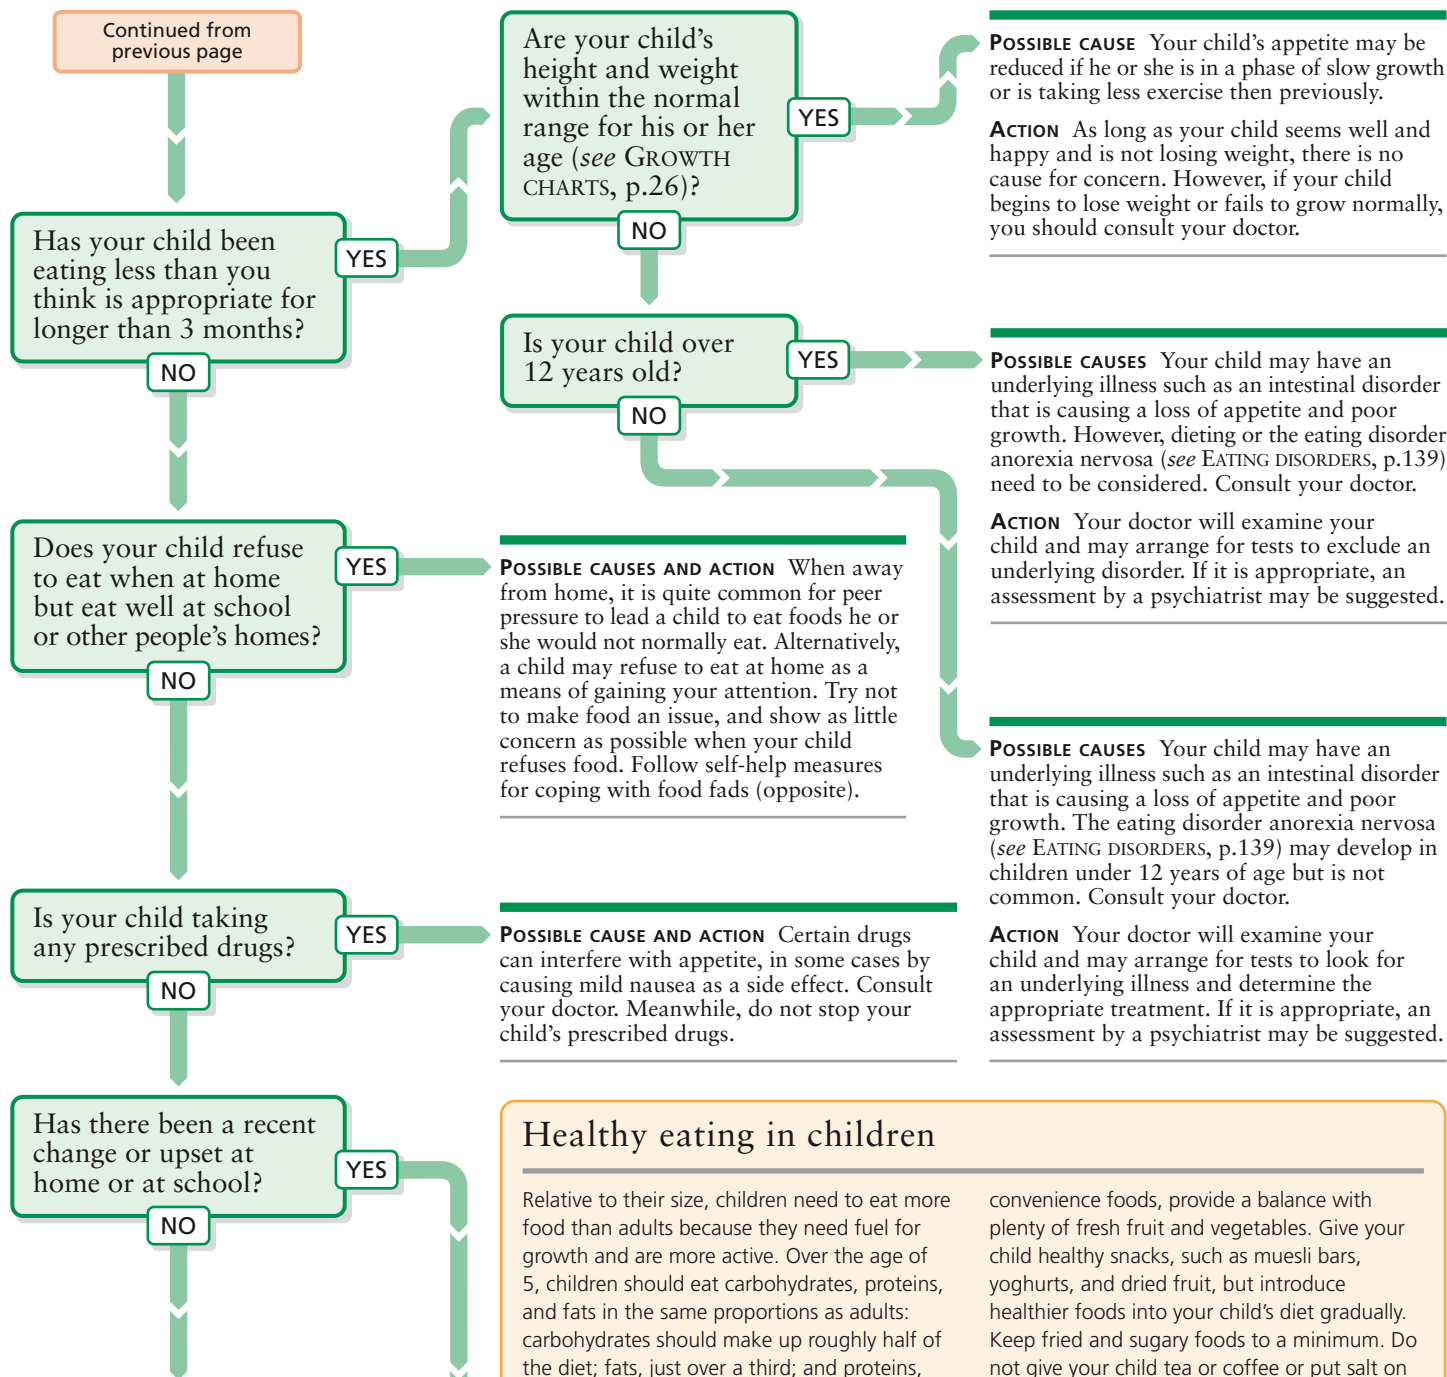 Continued from
previous page
Has your child been
eating less than you
think is appropriate for
longer than 3 months?
YES
NO
Are your child's
height and weight
within the normal
range for his or her
age (see GROWTH
CHARTS, p.26)?
YES
NO
POSSIBLE CAUSE Your child's appetite may be
reduced if he or she is in a phase of slow growth
or is taking less exercise then previously.
ACTION As long as your child seems well and
happy and is not losing weight, there is no
cause for concern. However, if your child
begins to lose weight or fails to grow normally,
you should consult your doctor.
Is your child over
12 years old?
YES
NO
POSSIBLE CAUSES Your child may have an
underlying illness such as an intestinal disorder
that is causing a loss of appetite and poor
growth. However, dieting or the eating disorder
anorexia nervosa (see EATING DISORDERS, p.139)
need to be considered. Consult your doctor.
ACTION Your doctor will examine your
child and may arrange for tests to exclude an
underlying disorder. If it is appropriate, an
assessment by a psychiatrist may be suggested.
POSSIBLE CAUSES Your child may have an
underlying illness such as an intestinal disorder
that is causing a loss of appetite and poor
growth. The eating disorder anorexia nervosa
(see EATING DISORDERS, p.139) may develop in
children under 12 years of age but is not
common. Consult your doctor.
ACTION Your doctor will examine your
child and may arrange for tests to look for
an underlying illness and determine the
appropriate treatment. If it is appropriate, an
assessment by a psychiatrist may be suggested.
Does your child refuse
to eat when at home
but eat well at school
or other people's homes?
YES
NO
POSSIBLE CAUSES AND ACTION When away
from home, it is quite common for peer
pressure to lead a child to eat foods he or
she would not normally eat. Alternatively,
a child may refuse to eat at home as a
means of gaining your attention. Try not
to make food an issue, and show as little
concern as possible when your child
refuses food. Follow self-help measures
for coping with food fads (opposite).
Is your child taking
any prescribed drugs?
YES
NO
POSSIBLE CAUSE AND ACTION Certain drugs
can interfere with appetite, in some cases by
causing mild nausea as a side effect. Consult
your doctor. Meanwhile, do not stop your
child's prescribed drugs.
Has there been a recent
change or upset at
home or at school?
YES
NO
Healthy eating in children
Relative to their size, children need to eat more
food than adults because they need fuel for
growth and are more active. Over the age of
5, children should eat carbohydrates, proteins,
and fats in the same proportions as adults:
carbohydrates should make up roughly half of
the diet; fats, just over a third; and proteins,
convenience foods, provide a balance with
plenty of fresh fruit and vegetables. Give your
child healthy snacks, such as muesli bars,
yoghurts, and dried fruit, but introduce
healthier foods into your child's diet gradually.
Keep fried and sugary foods to a minimum. Do
not give your child tea or coffee or put salt on